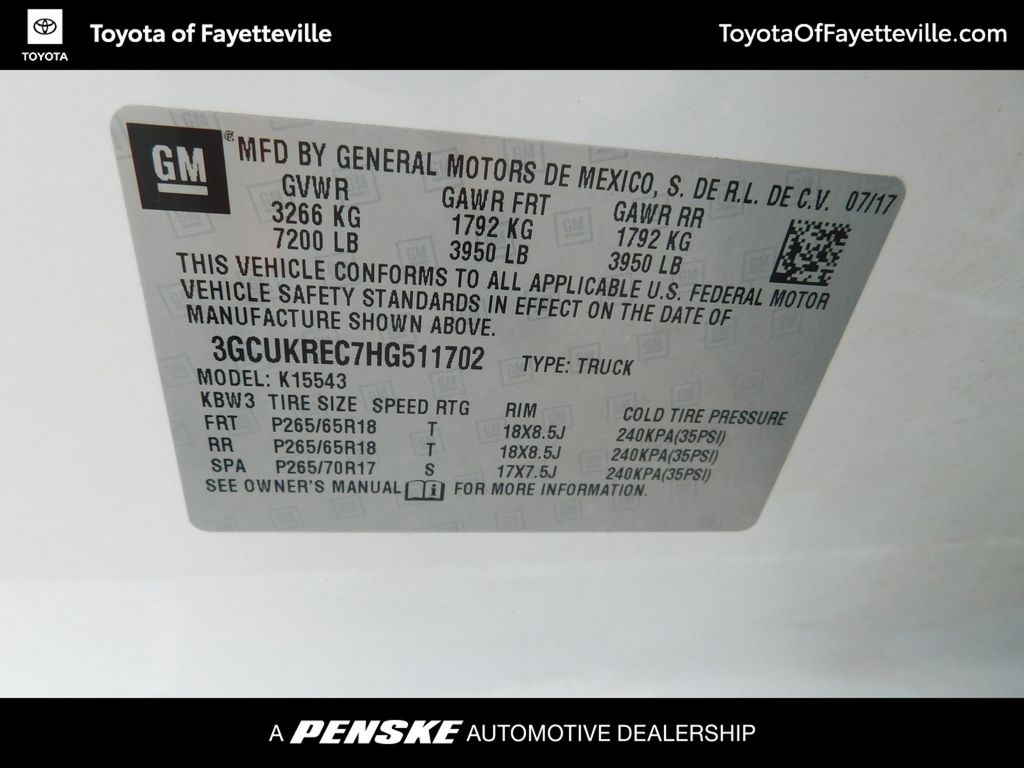 TOYOTA
Toyota of Fayetteville
ToyotaOfFayetteville.com
GM
® MFD BY GENERAL MOTORS DE MEXICO, S. DE R.L. DE C.V. 07/17
GVWR GAWR FRT GAWR RR
3266 KG 1792 KG 1792 KG
7200 LB 3950 LB 3950 LB
THIS VEHICLE CONFORMS TO ALL APPLICABLE U.S. FEDERAL MOTOR
VEHICLE SAFETY STANDARDS IN EFFECT ON THE DATE OF
MANUFACTURE SHOWN ABOVE.
3GCUKREC7HG511702 TYPE: TRUCK
MODEL: K15543
KBW3 TIRE SIZE SPEED RTG RIM COLD TIRE PRESSURE
FRT P265/65R18 T 18X8.5J 240KPA(35PSI)
RR P265/65R18 T 18X8.5J 240KPA(35PSI)
SPA P265/70R17 S 17X7.5J 240KPA(35PSI)
SEE OWNER'S MANUAL FOR MORE INFORMATION.
A PENSKE AUTOMOTIVE DEALERSHIP